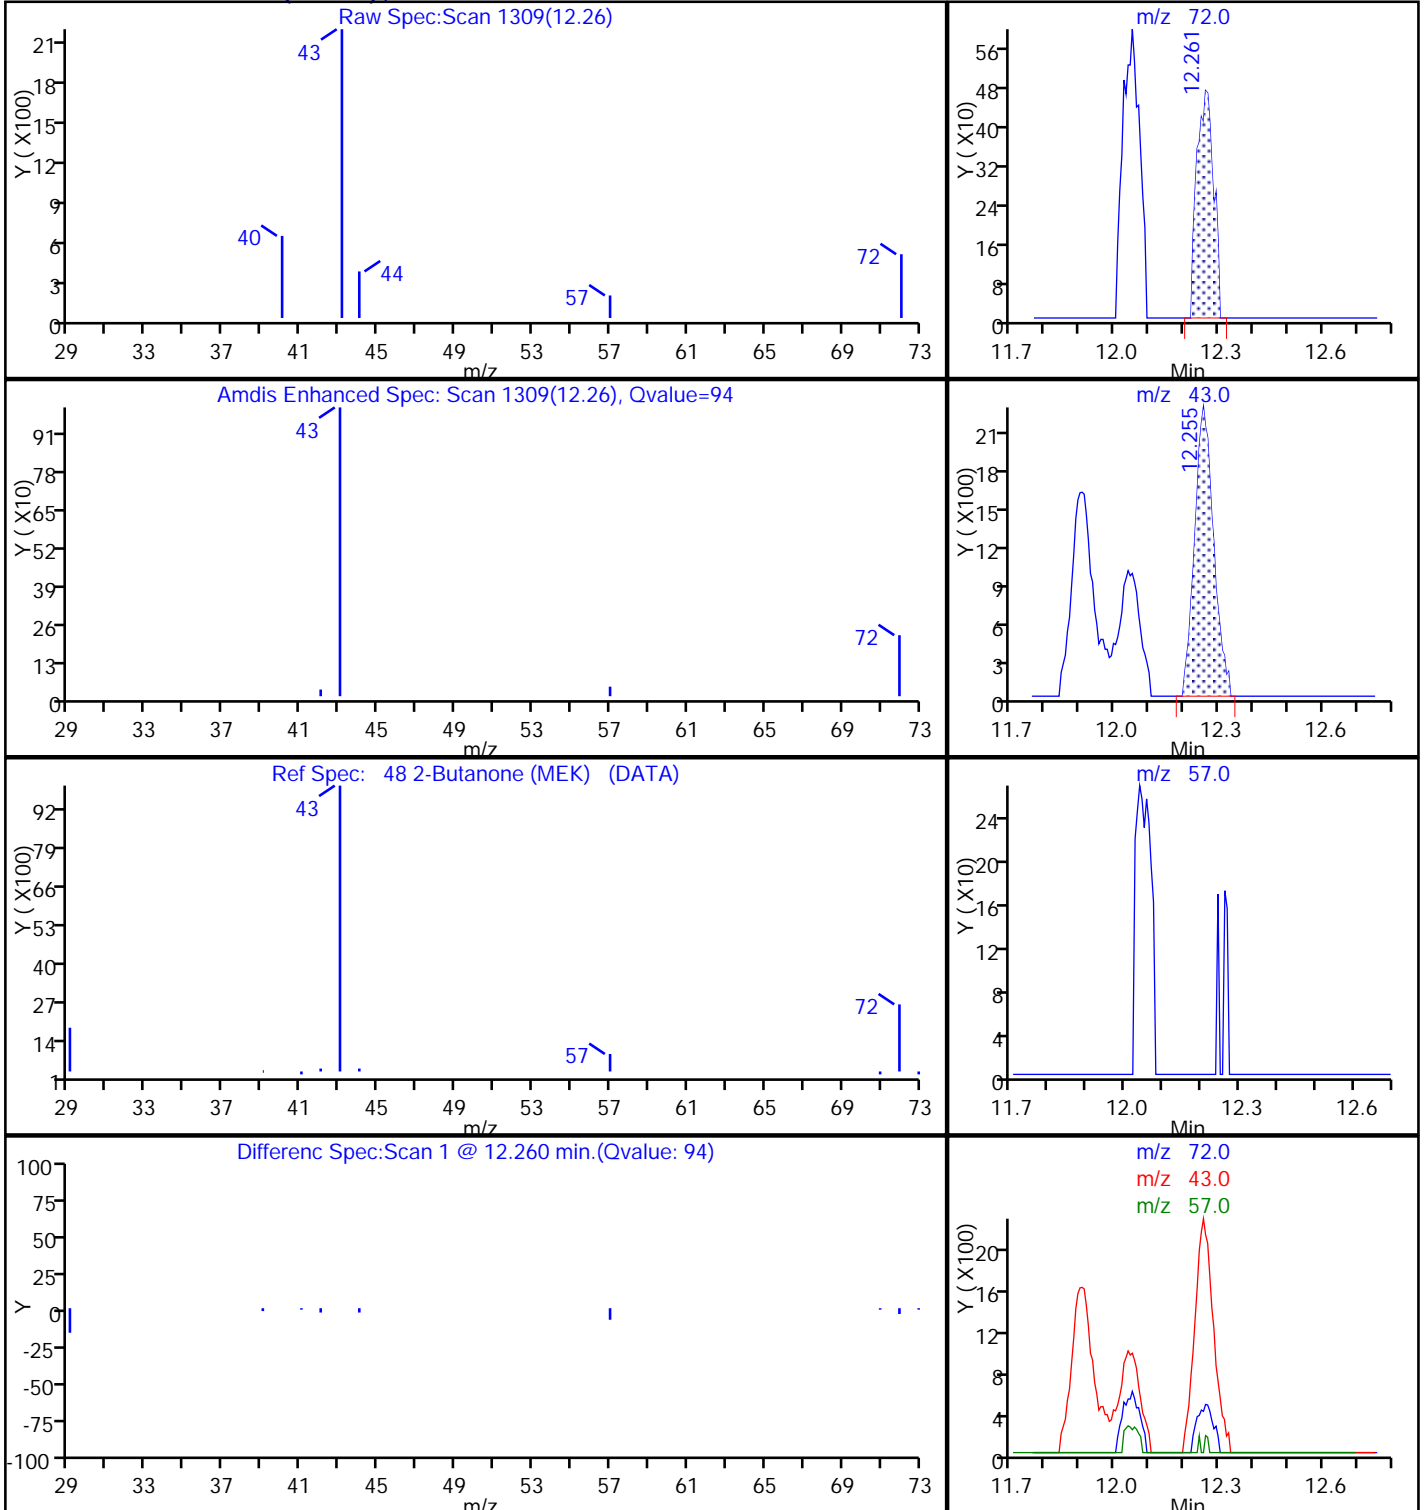 Raw Spec:Scan 1309(12.26)
Y ( X100)
21
18
15
12
9
6
3
0
43
40
44
57
72
29 33 37 41 45 49 53 57 61 65 69 73
m/z
m/z 72.0
Y ( X10)
56
48
40
32
24
16
8
0
12.261
11.7 12.0 12.3 12.6
Min
Amdis Enhanced Spec: Scan 1309(12.26), Qvalue=94
Y ( X10)
91
78
65
52
39
26
13
0
43
72
29 33 37 41 45 49 53 57 61 65 69 73
m/z
m/z 43.0
Y ( X100)
21
18
15
12
9
6
3
0
12.255
11.7 12.0 12.3 12.6
Min
Ref Spec: 48 2-Butanone (MEK) (DATA)
Y ( X100)
92
79
66
53
40
27
14
1
43
57
72
29 33 37 41 45 49 53 57 61 65 69 73
m/z
m/z 57.0
Y ( X10)
24
20
16
12
8
4
0
11.7 12.0 12.3 12.6
Min
Differenc Spec:Scan 1 @ 12.260 min.(Qvalue: 94)
Y
100
75
50
25
0
-25
-50
-75
-100
29 33 37 41 45 49 53 57 61 65 69 73
m/z
m/z 72.0
m/z 43.0
m/z 57.0
Y ( X100)
20
16
12
8
4
0
11.7 12.0 12.3 12.6
Min